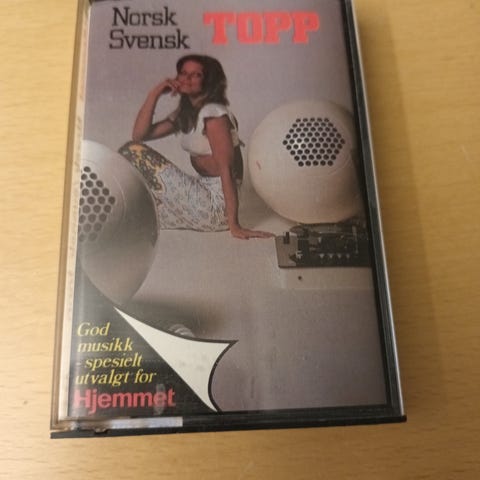 Norsk
Svensk TOPP
God
musikk
- spesielt
utvalgt for
Hjemmet